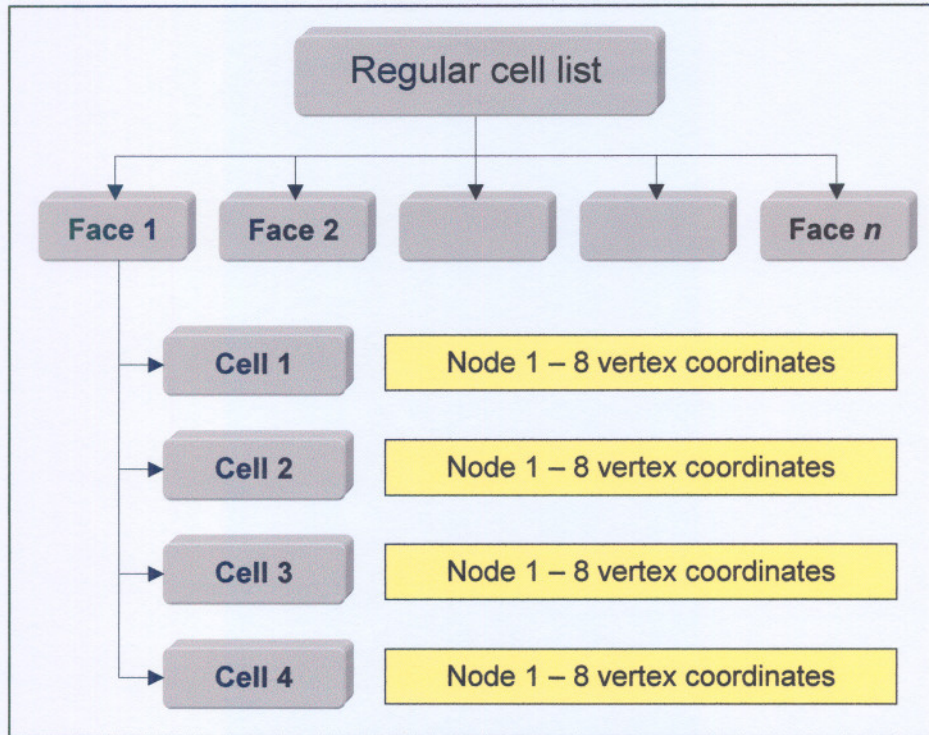 Regular cell list
Face 1
Face 2
Face n
Cell 1
Node 1 – 8 vertex coordinates
Cell 2
Node 1 – 8 vertex coordinates
Cell 3
Node 1 – 8 vertex coordinates
Cell 4
Node 1 – 8 vertex coordinates